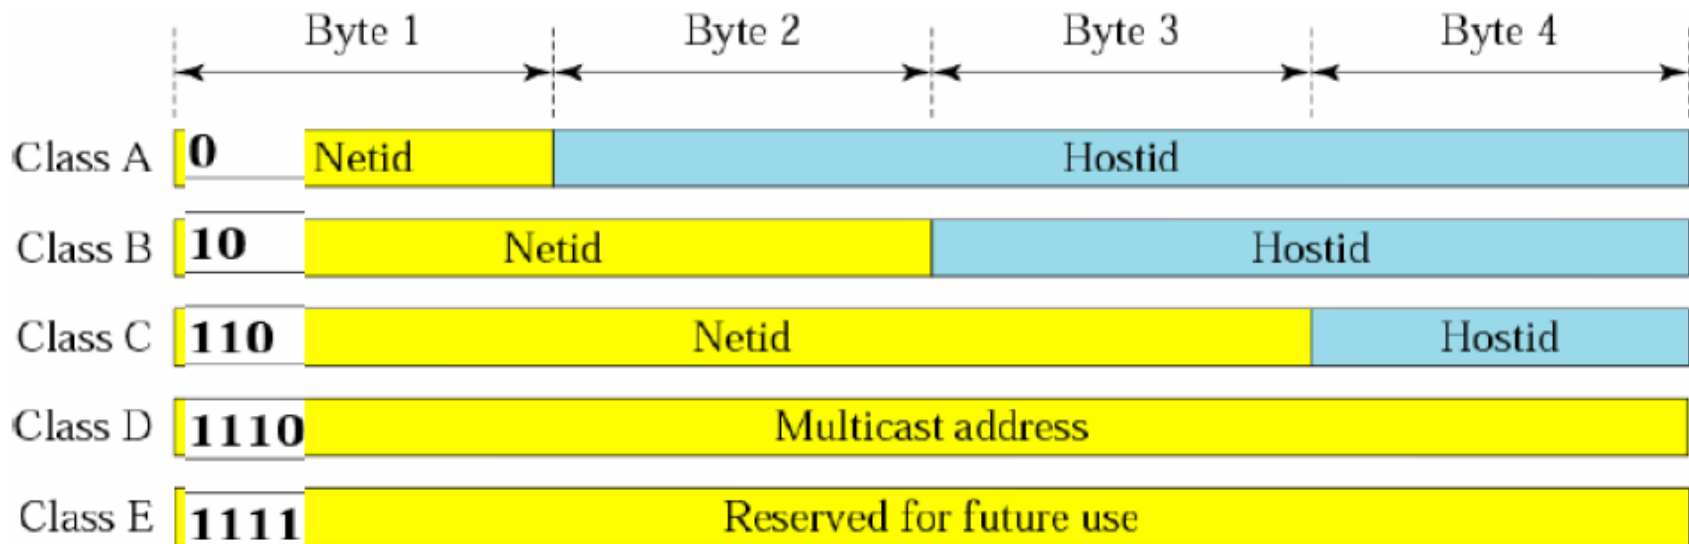 Byte 1 Byte 2 Byte 3 Byte 4
Class A 0 Netid Hostid
Class B 10 Netid Hostid
Class C 110 Netid Hostid
Class D 1110 Multicast address
Class E 1111 Reserved for future use